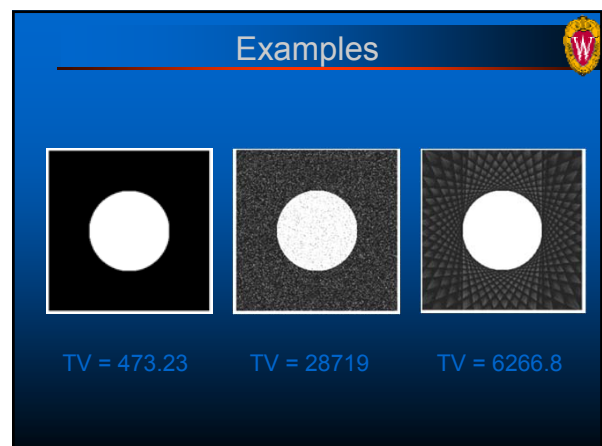 Examples
W
TV = 473.23
TV = 28719
TV = 6266.8